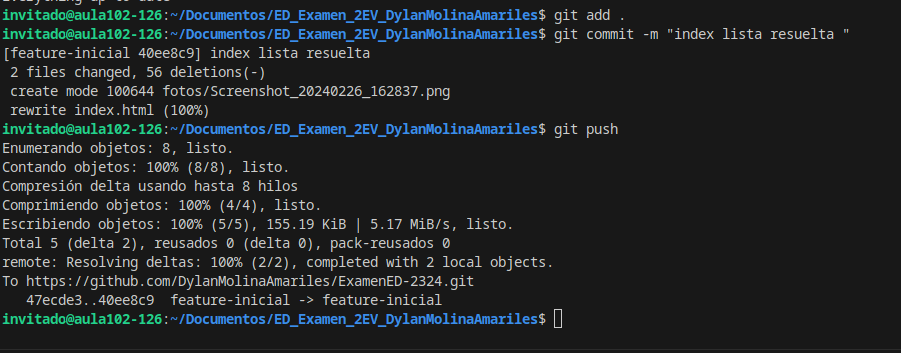 invitado@aula102-126:~/Documentos/ED_Examen_2EV_DylanMolinaAmariles$ git add .
invitado@aula102-126:~/Documentos/ED_Examen_2EV_DylanMolinaAmariles$ git commit -m "index lista resuelta "
[feature-inicial 40ee8c9] index lista resuelta
 2 files changed, 56 deletions(-)
 create mode 100644 fotos/Screenshot_20240226_162837.png
 rewrite index.html (100%)
invitado@aula102-126:~/Documentos/ED_Examen_2EV_DylanMolinaAmariles$ git push
Enumerando objetos: 8, listo.
Contando objetos: 100% (8/8), listo.
Compresión delta usando hasta 8 hilos
Comprimiendo objetos: 100% (4/4), listo.
Escribiendo objetos: 100% (5/5), 155.19 KiB | 5.17 MiB/s, listo.
Total 5 (delta 2), reusados 0 (delta 0), pack-reusados 0
remote: Resolving deltas: 100% (2/2), completed with 2 local objects.
To https://github.com/DylanMolinaAmariles/ExamenED-2324.git
   47ecde3..40ee8c9  feature-inicial -> feature-inicial
invitado@aula102-126:~/Documentos/ED_Examen_2EV_DylanMolinaAmariles$